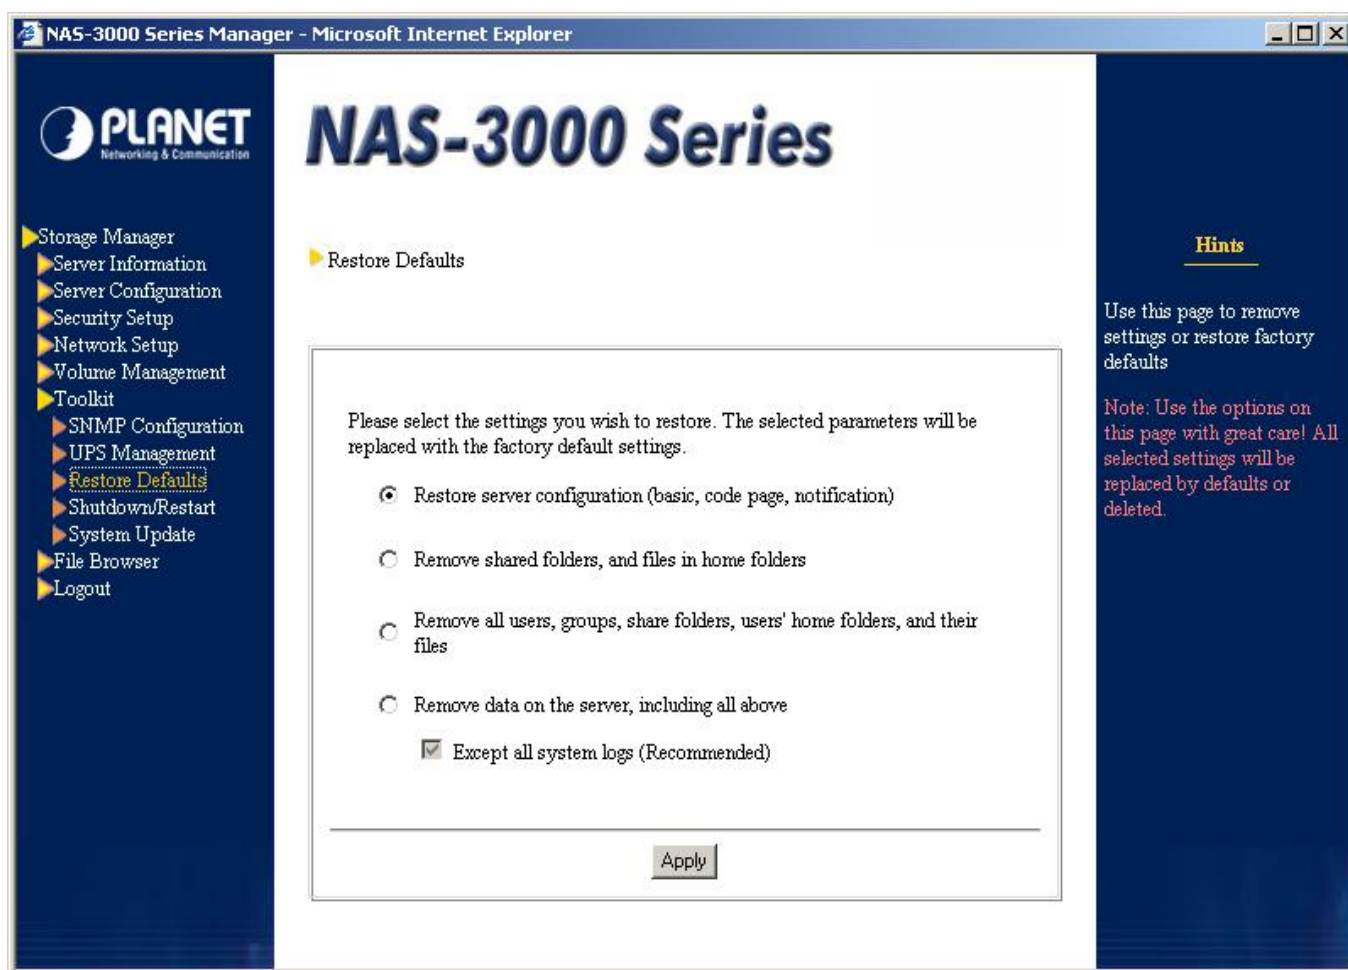 NAS-3000 Series Manager - Microsoft Internet Explorer
PLANET
Networking & Communication
NAS-3000 Series
Storage Manager
Server Information
Server Configuration
Security Setup
Network Setup
Volume Management
Toolkit
SNMP Configuration
UPS Management
Restore Defaults
Shutdown/Restart
System Update
File Browser
Logout
Restore Defaults
Please select the settings you wish to restore. The selected parameters will be
replaced with the factory default settings.
Restore server configuration (basic, code page, notification)
Remove shared folders, and files in home folders
Remove all users, groups, share folders, users' home folders, and their
files
Remove data on the server, including all above
Except all system logs (Recommended)
Apply
Hints
Use this page to remove
settings or restore factory
defaults
Note: Use the options on
this page with great care! All
selected settings will be
replaced by defaults or
deleted.